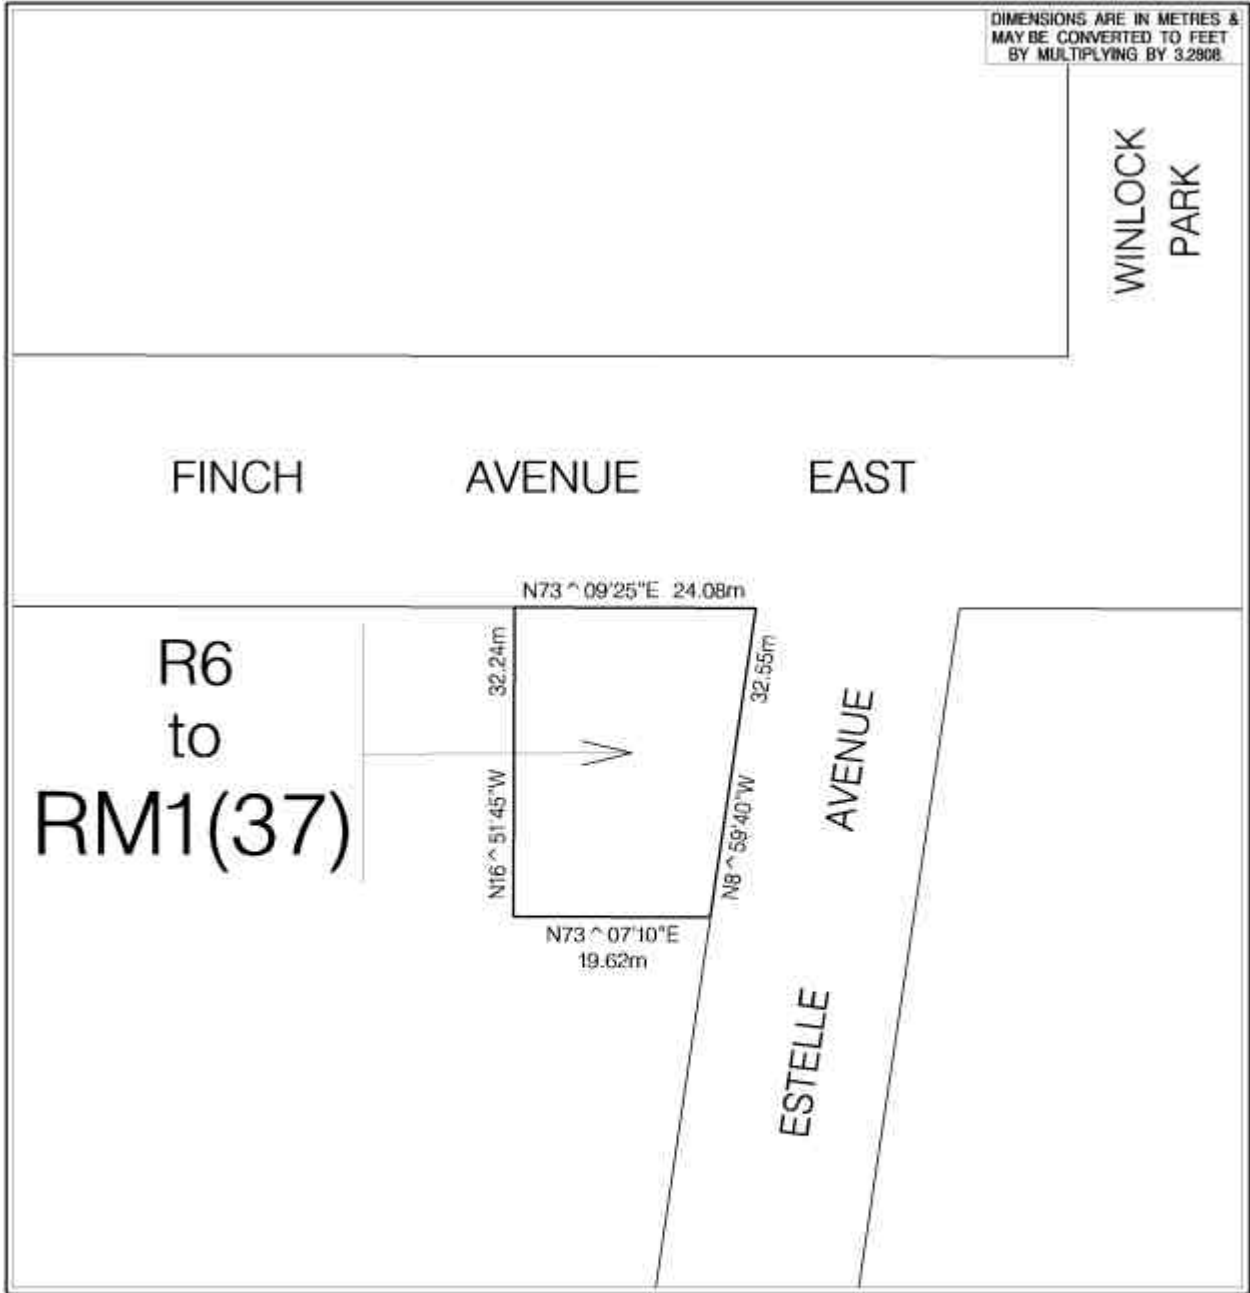 DIMENSIONS ARE IN METRES &
MAY BE CONVERTED TO FEET
BY MULTIPLYING BY 3.2808.
WINLOCK
PARK
FINCH AVENUE EAST
N73^09'25"E 24.08m
R6
to
RM1(37)
32.24m
N16^51'45"W
32.55m
N8^59'40"W
N73^07'10"E
19.62m
ESTELLE AVENUE